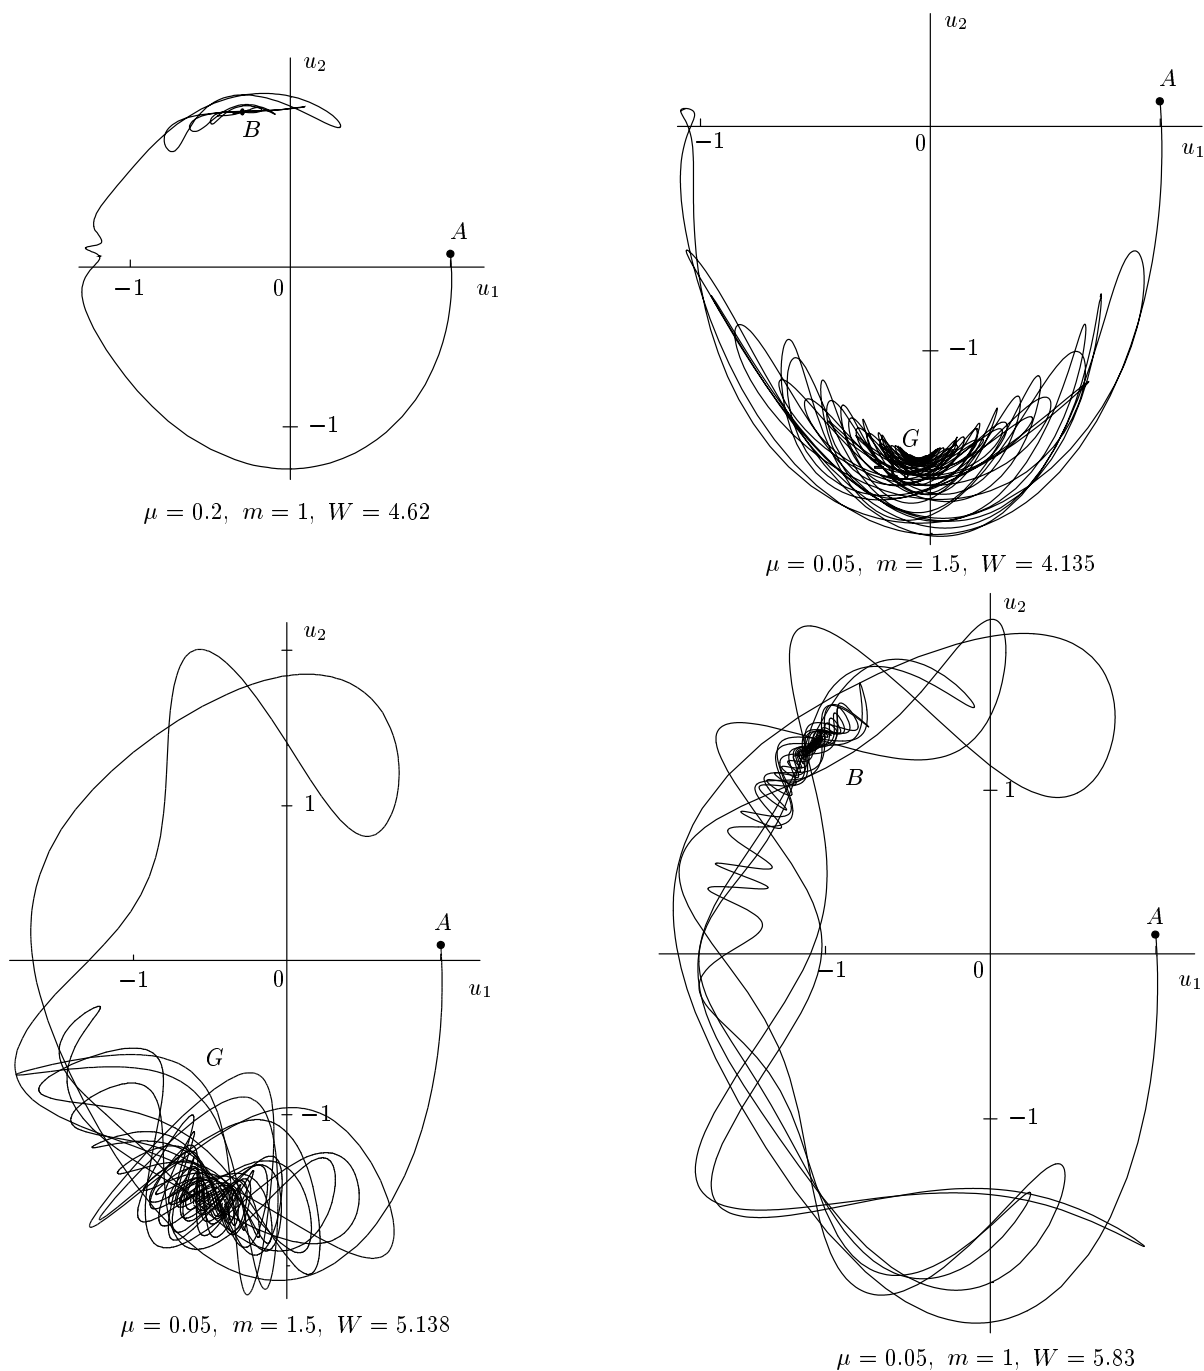 u₂
A
B
−1
0
u₁
−1
μ = 0.2, m = 1, W = 4.62
u₂
A
−1
0
u₁
−1
G
μ = 0.05, m = 1.5, W = 4.135
u₂
1
A
−1
0
u₁
G
−1
μ = 0.05, m = 1.5, W = 5.138
u₂
B
1
A
−1
0
u₁
−1
μ = 0.05, m = 1, W = 5.83